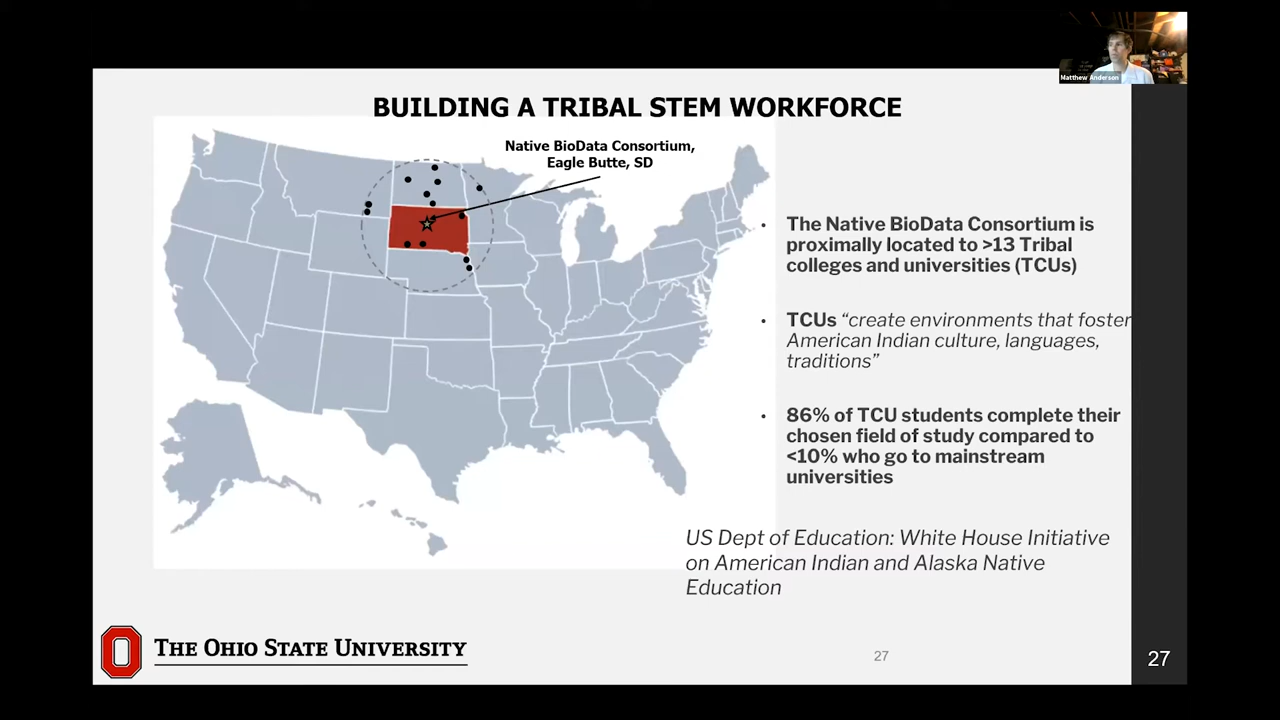 Matthew Anderson
BUILDING A TRIBAL STEM WORKFORCE
Native BioData Consortium,
Eagle Butte, SD
• The Native BioData Consortium is
proximally located to >13 Tribal
colleges and universities (TCUs)
• TCUs “create environments that foster
American Indian culture, languages,
traditions”
• 86% of TCU students complete their
chosen field of study compared to
<10% who go to mainstream
universities
US Dept of Education: White House Initiative
on American Indian and Alaska Native
Education
THE OHIO STATE UNIVERSITY
27
27